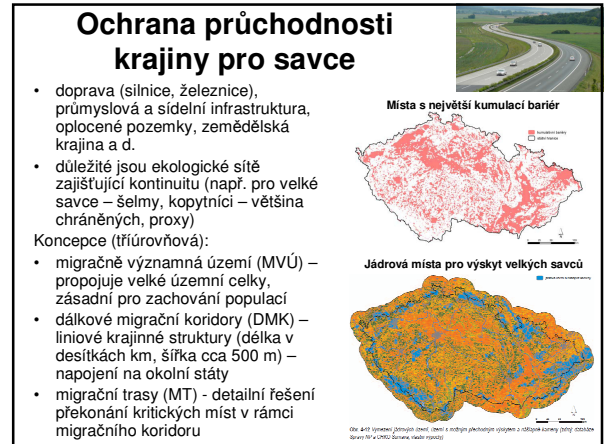 Ochrana průchodnosti
krajiny pro savce
• doprava (silnice, železnice),
průmyslová a sídelní infrastruktura,
oplocené pozemky, zemědělská
krajina a d.
• důležité jsou ekologické sítě
zajišťující kontinuitu (např. pro velké
savce – šelmy, kopytníci – většina
chráněných, proxy)
Koncepce (tříúrovňová):
• migračně významná území (MVÚ) –
propojuje velké územní celky,
zásadní pro zachování populací
• dálkové migrační koridory (DMK) –
liniové krajinné struktury (délka v
desítkách km, šířka cca 500 m) –
napojení na okolní státy
• migrační trasy (MT) - detailní řešení
překonání kritických míst v rámci
migračního koridoru
Místa s největší kumulací bariér
kumulované bariéry
státní hranice
Jádrová místa pro výskyt velkých savců